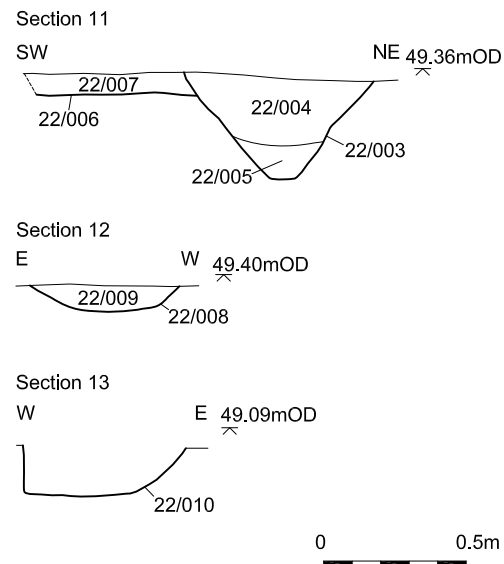 Section 11
SW NE 49.36mOD
22/007
22/004
22/006
22/003
22/005
Section 12
E W 49.40mOD
22/009
22/008
Section 13
W E 49.09mOD
22/010
0 0.5m